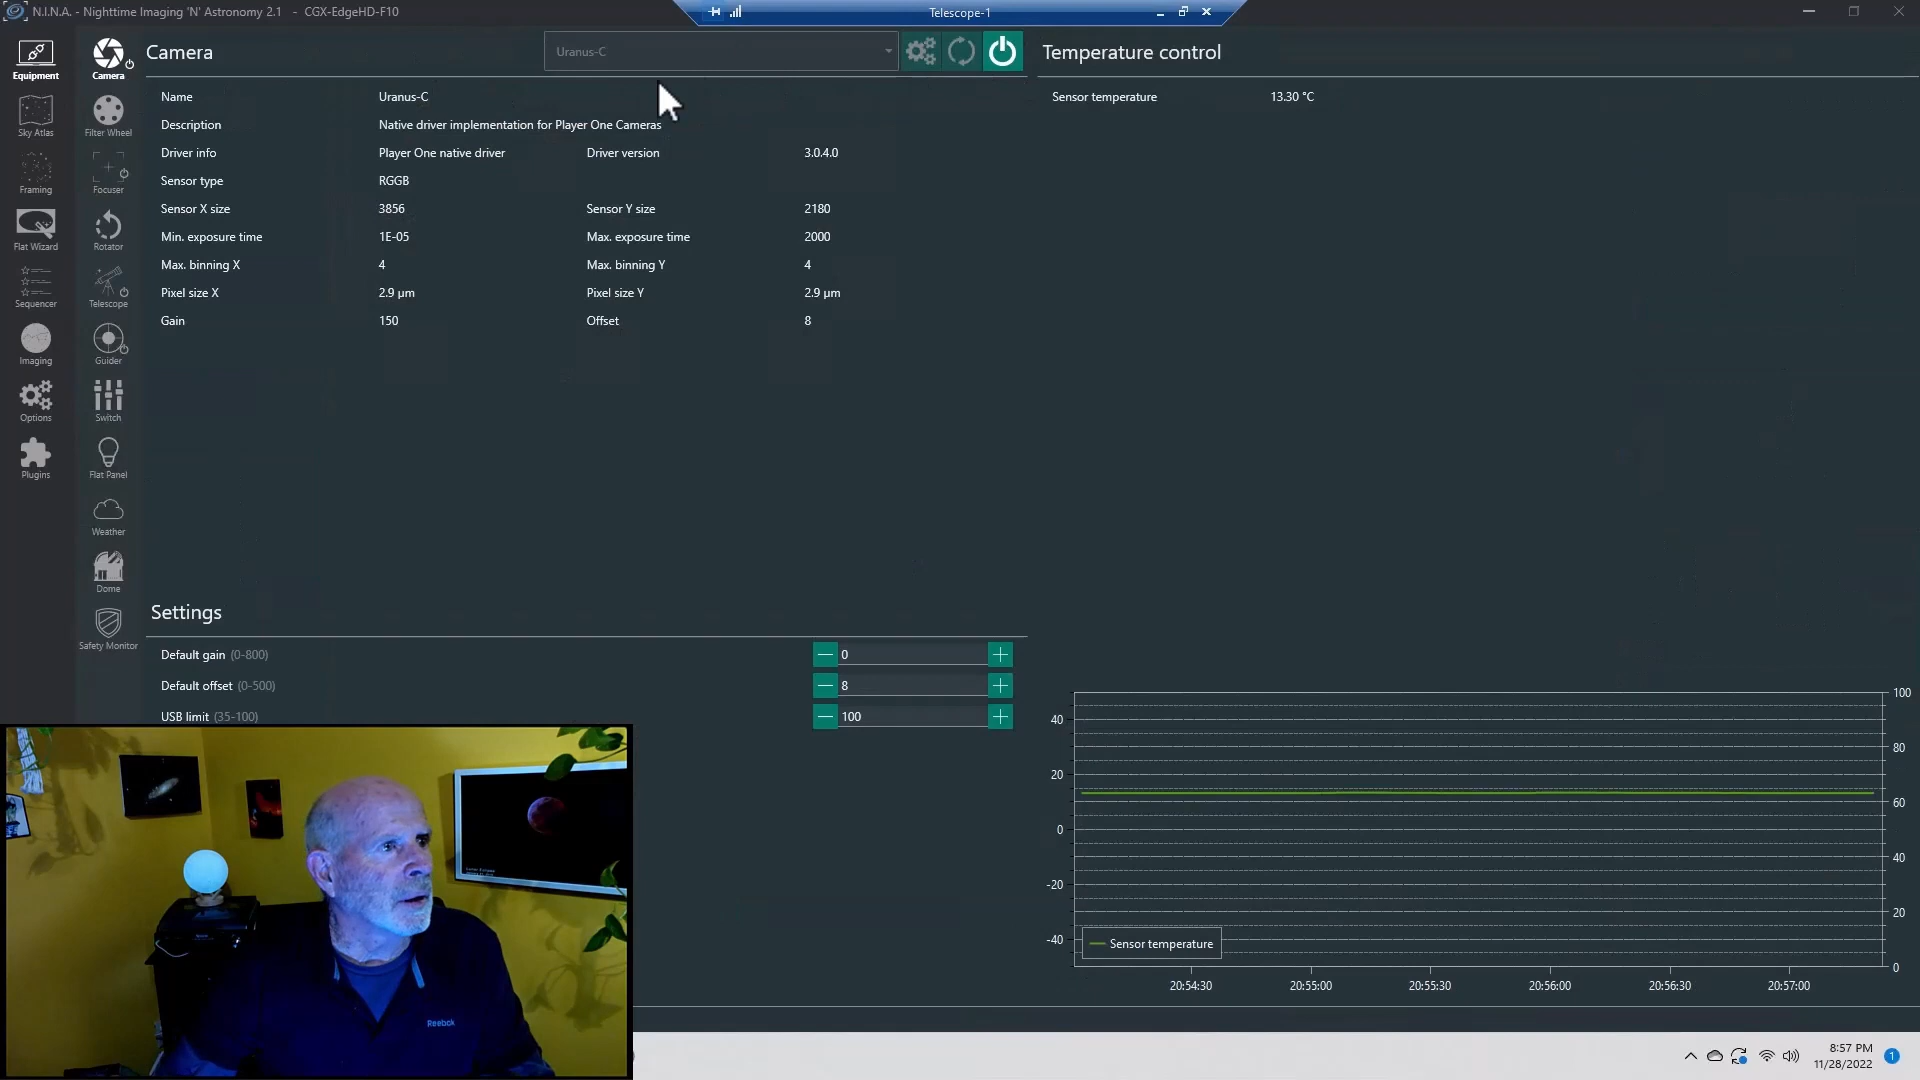 N.I.N.A. - Nighttime Imaging 'N' Astronomy 2.1 - CGX-EdgeHD-F10
Telescope-1
Equipment
Sky Atlas
Framing
Flat Wizard
Sequencer
Imaging
Options
Plugins
Camera
Filter Wheel
Focuser
Rotator
Telescope
Guider
Switch
Flat Panel
Weather
Dome
Safety Monitor
Camera
Uranus-C
Name Uranus-C
Description Native driver implementation for Player One Cameras
Driver info Player One native driver Driver version 3.0.4.0
Sensor type RGGB
Sensor X size 3856 Sensor Y size 2180
Min. exposure time 1E-05 Max. exposure time 2000
Max. binning X 4 Max. binning Y 4
Pixel size X 2.9 µm Pixel size Y 2.9 µm
Gain 150 Offset 8
Settings
Default gain (0-800) 0
Default offset (0-500) 8
USB limit (35-100) 100
Temperature control
Sensor temperature 13.30 °C
40
20
0
-20
-40
100
80
60
40
20
0
Sensor temperature
20:54:30 20:55:00 20:55:30 20:56:00 20:56:30 20:57:00
Reebok
8:57 PM
11/28/2022
1